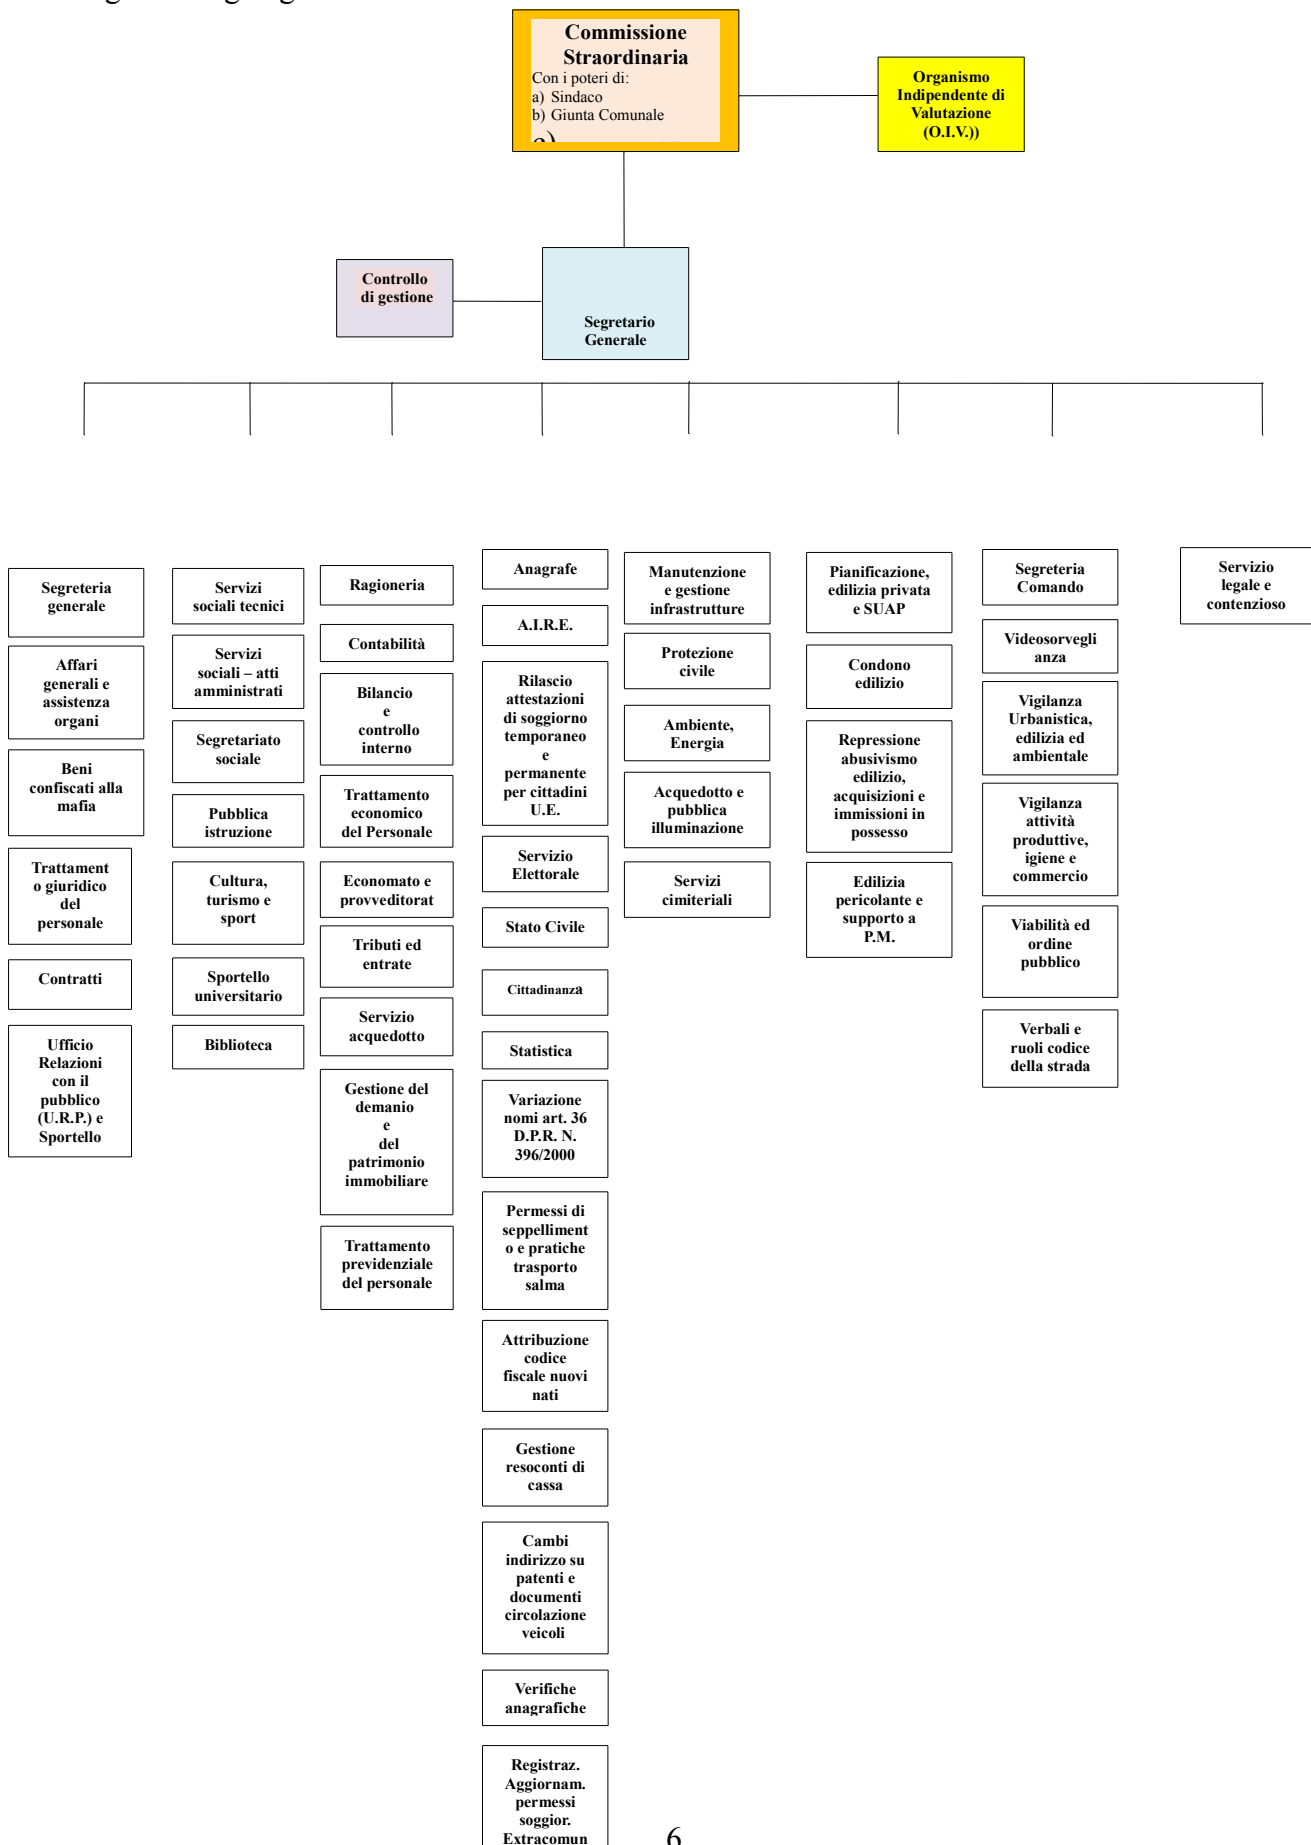 Commissione
Straordinaria
Con i poteri di:
a) Sindaco
b) Giunta Comunale
c)
Organismo
Indipendente di
Valutazione
(O.I.V.))
Controllo
di gestione
Segretario
Generale
Segreteria
generale
Affari
generali e
assistenza
organi
Beni
confiscati alla
mafia
Trattament
o giuridico
del
personale
Contratti
Ufficio
Relazioni
con il
pubblico
(U.R.P.) e
Sportello
Servizi
sociali tecnici
Servizi
sociali – atti
amministrati
Segretariato
sociale
Pubblica
istruzione
Cultura,
turismo e
sport
Sportello
universitario
Biblioteca
Ragioneria
Contabilità
Bilancio
e
controllo
interno
Trattamento
economico
del Personale
Economato e
provveditorat
Tributi ed
entrate
Servizio
acquedotto
Gestione del
demanio
e
del
patrimonio
immobiliare
Trattamento
previdenziale
del personale
Anagrafe
A.I.R.E.
Rilascio
attestazioni
di soggiorno
temporaneo
e
permanente
per cittadini
U.E.
Servizio
Elettorale
Stato Civile
Cittadinanza
Statistica
Variazione
nomi art. 36
D.P.R. N.
396/2000
Permessi di
seppelliment
o e pratiche
trasporto
salma
Attribuzione
codice
fiscale nuovi
nati
Gestione
resoconti di
cassa
Cambi
indirizzo su
patenti e
documenti
circolazione
veicoli
Verifiche
anagrafiche
Registraz.
Aggiornam.
permessi
soggior.
Extracomun
Manutenzione
e gestione
infrastrutture
Protezione
civile
Ambiente,
Energia
Acquedotto e
pubblica
illuminazione
Servizi
cimiteriali
Pianificazione,
edilizia privata
e SUAP
Condono
edilizio
Repressione
abusivismo
edilizio,
acquisizioni e
immissioni in
possesso
Edilizia
pericolante e
supporto a
P.M.
Segreteria
Comando
Videosorvegli
anza
Vigilanza
Urbanistica,
edilizia ed
ambientale
Vigilanza
attività
produttive,
igiene e
commercio
Viabilità ed
ordine
pubblico
Verbali e
ruoli codice
della strada
Servizio
legale e
contenzioso
6